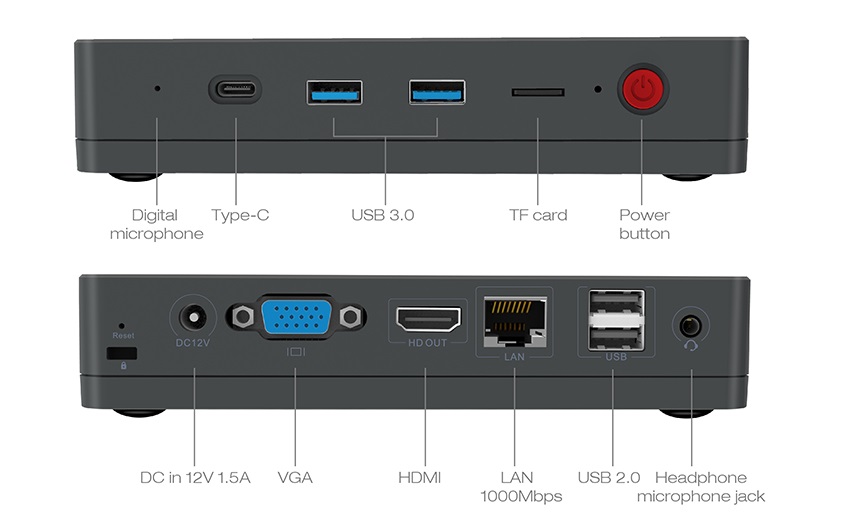 Digital
microphone
Type-C
USB 3.0
TF card
Power
button
Reset
DC12V
HD OUT
LAN
USB
DC in 12V 1.5A
VGA
HDMI
LAN
1000Mbps
USB 2.0
Headphone
microphone jack